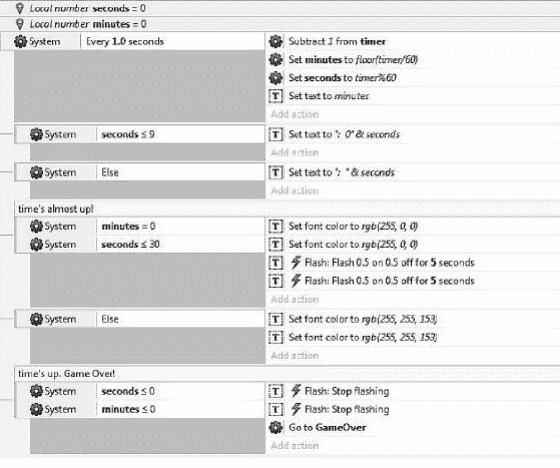 Local number seconds = 0
Local number minutes = 0
System Every 1.0 seconds Subtract 1 from timer
Set minutes to floor(timer/60)
Set seconds to timer%60
T Set text to minutes
Add action
System seconds ≤ 9 T Set text to ": 0" & seconds
Add action
System Else T Set text to ": " & seconds
Add action
time's almost up!
System minutes = 0 T Set font color to rgb(255, 0, 0)
System seconds ≤ 30 T Set font color to rgb(255, 0, 0)
T Flash: Flash 0.5 on 0.5 off for 5 seconds
T Flash: Flash 0.5 on 0.5 off for 5 seconds
Add action
System Else T Set font color to rgb(255, 255, 153)
T Set font color to rgb(255, 255, 153)
Add action
time's up. Game Over!
System seconds ≤ 0 T Flash: Stop flashing
System minutes ≤ 0 T Flash: Stop flashing
Go to GameOver
Add action